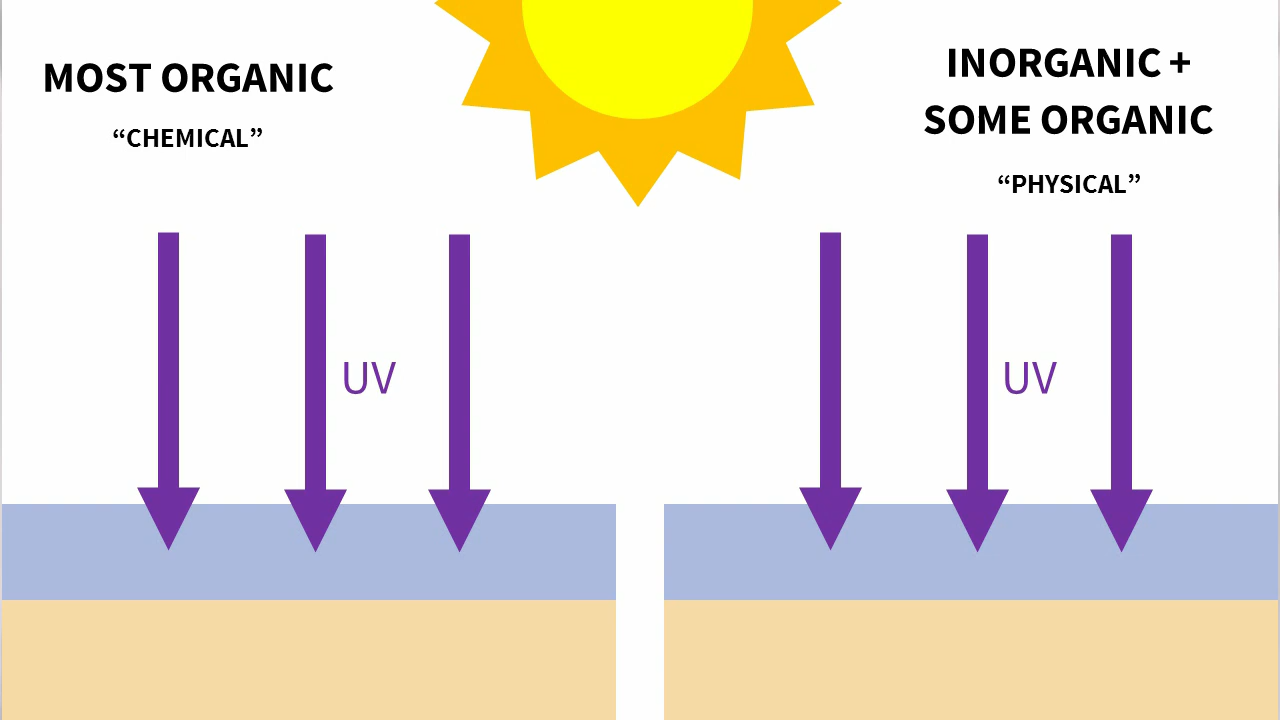 MOST ORGANIC
“CHEMICAL”
INORGANIC +
SOME ORGANIC
“PHYSICAL”
UV
UV